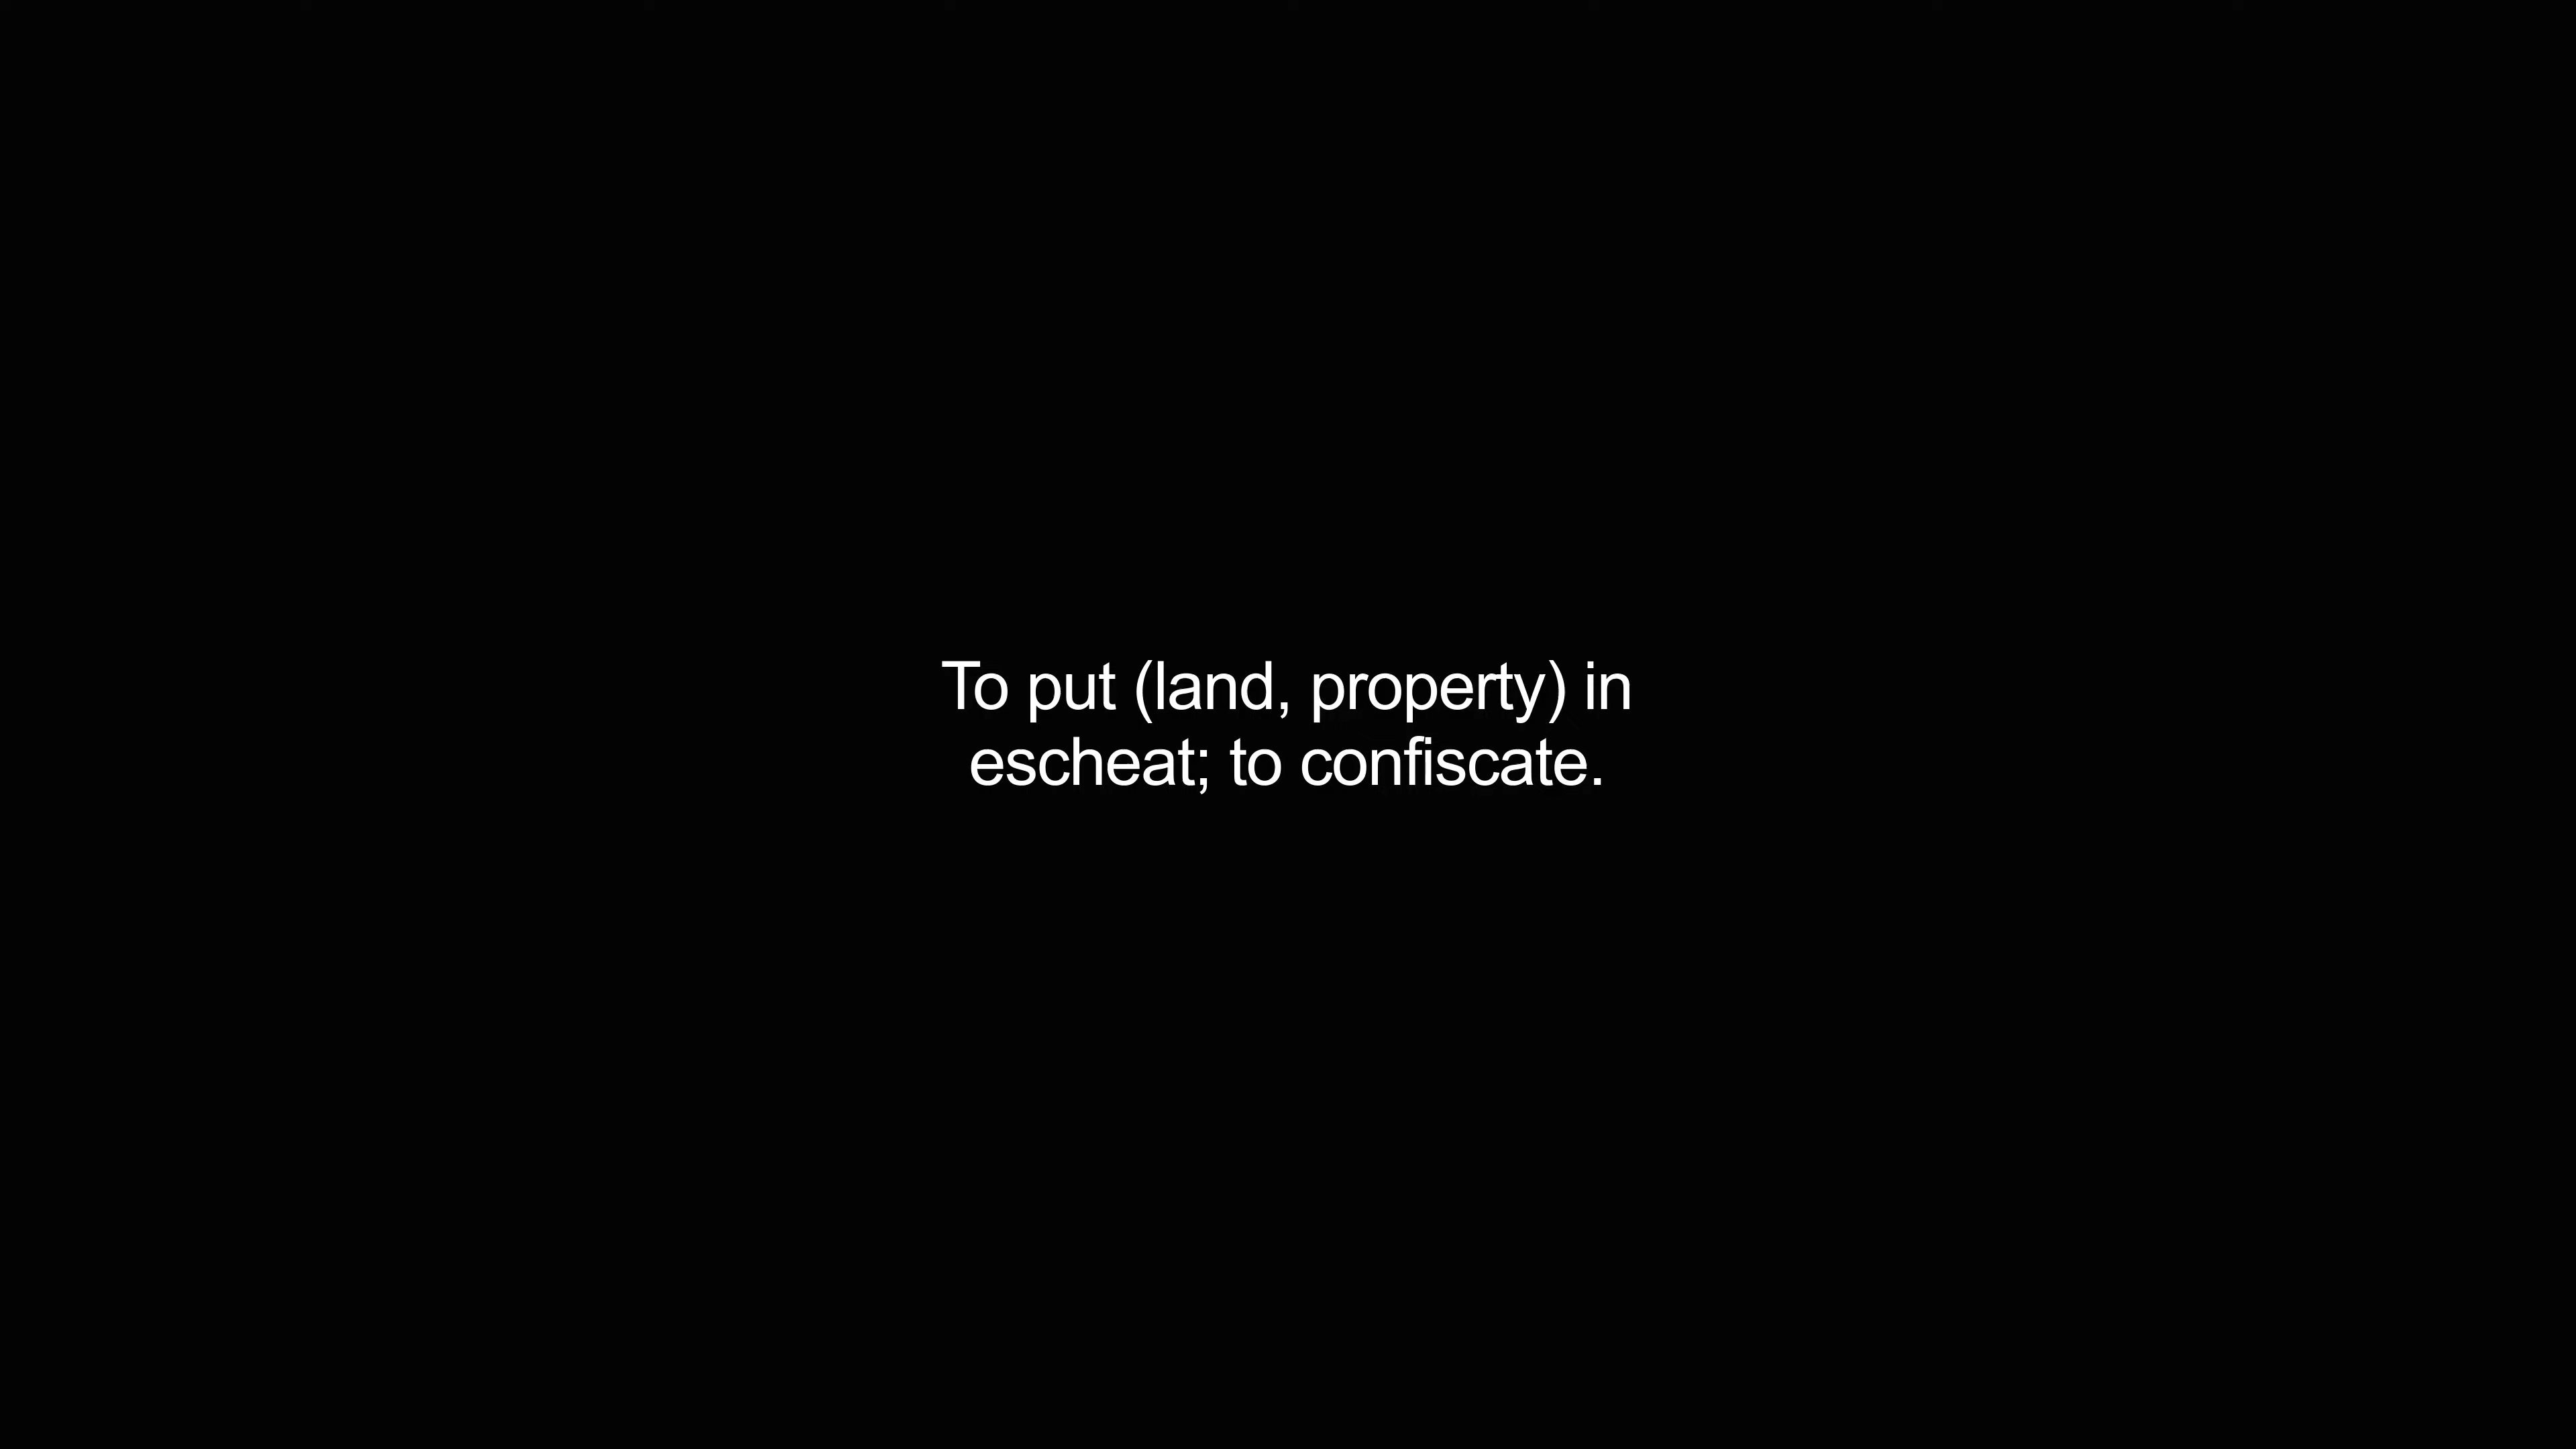 To put (land, property) in
escheat; to confiscate.